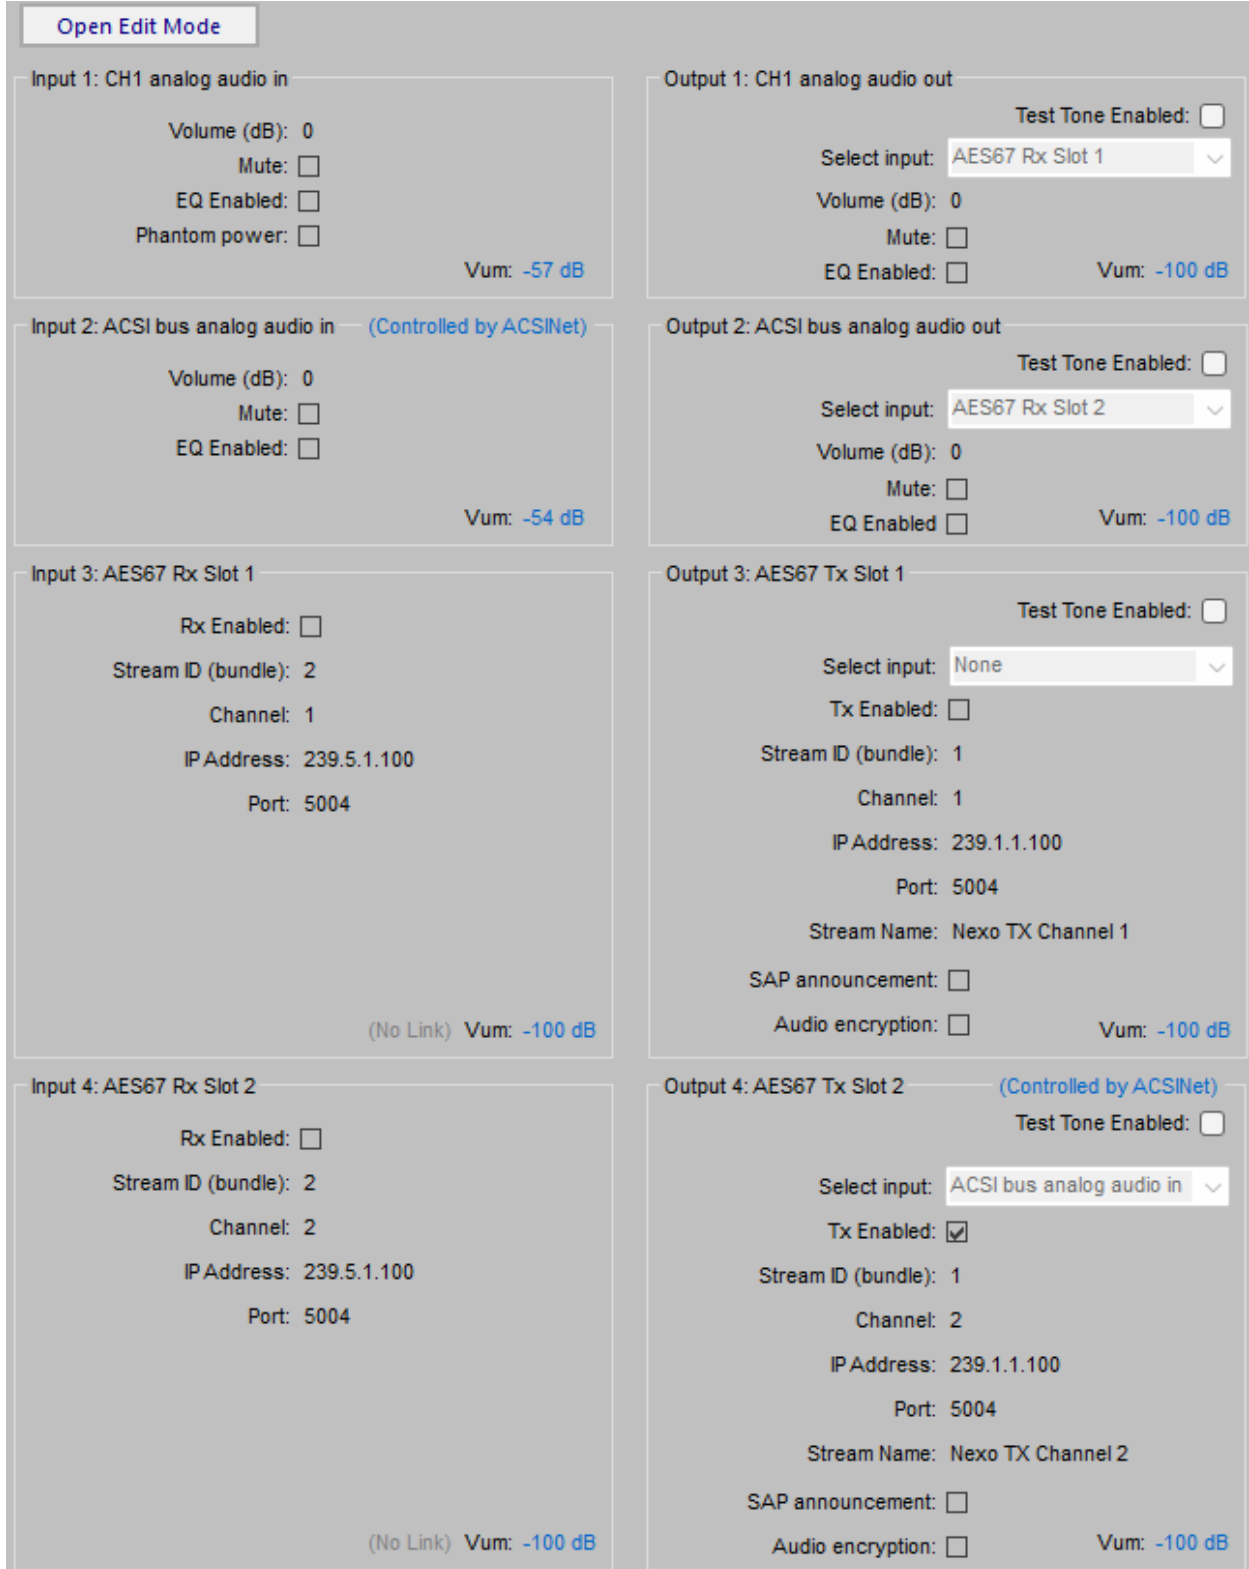 Open Edit Mode
Input 1: CH1 analog audio in
Volume (dB): 0
Mute:
EQ Enabled:
Phantom power:
Vum: -57 dB
Output 1: CH1 analog audio out
Test Tone Enabled:
Select input: AES67 Rx Slot 1
Volume (dB): 0
Mute:
EQ Enabled:
Vum: -100 dB
Input 2: ACSI bus analog audio in (Controlled by ACSINet)
Volume (dB): 0
Mute:
EQ Enabled:
Vum: -54 dB
Output 2: ACSI bus analog audio out
Test Tone Enabled:
Select input: AES67 Rx Slot 2
Volume (dB): 0
Mute:
EQ Enabled
Vum: -100 dB
Input 3: AES67 Rx Slot 1
Rx Enabled:
Stream ID (bundle): 2
Channel: 1
IP Address: 239.5.1.100
Port: 5004
(No Link) Vum: -100 dB
Output 3: AES67 Tx Slot 1
Test Tone Enabled:
Select input: None
Tx Enabled:
Stream ID (bundle): 1
Channel: 1
IP Address: 239.1.1.100
Port: 5004
Stream Name: Nexo TX Channel 1
SAP announcement:
Audio encryption:
Vum: -100 dB
Input 4: AES67 Rx Slot 2
Rx Enabled:
Stream ID (bundle): 2
Channel: 2
IP Address: 239.5.1.100
Port: 5004
(No Link) Vum: -100 dB
Output 4: AES67 Tx Slot 2 (Controlled by ACSINet)
Test Tone Enabled:
Select input: ACSI bus analog audio in
Tx Enabled:
Stream ID (bundle): 1
Channel: 2
IP Address: 239.1.1.100
Port: 5004
Stream Name: Nexo TX Channel 2
SAP announcement:
Audio encryption:
Vum: -100 dB